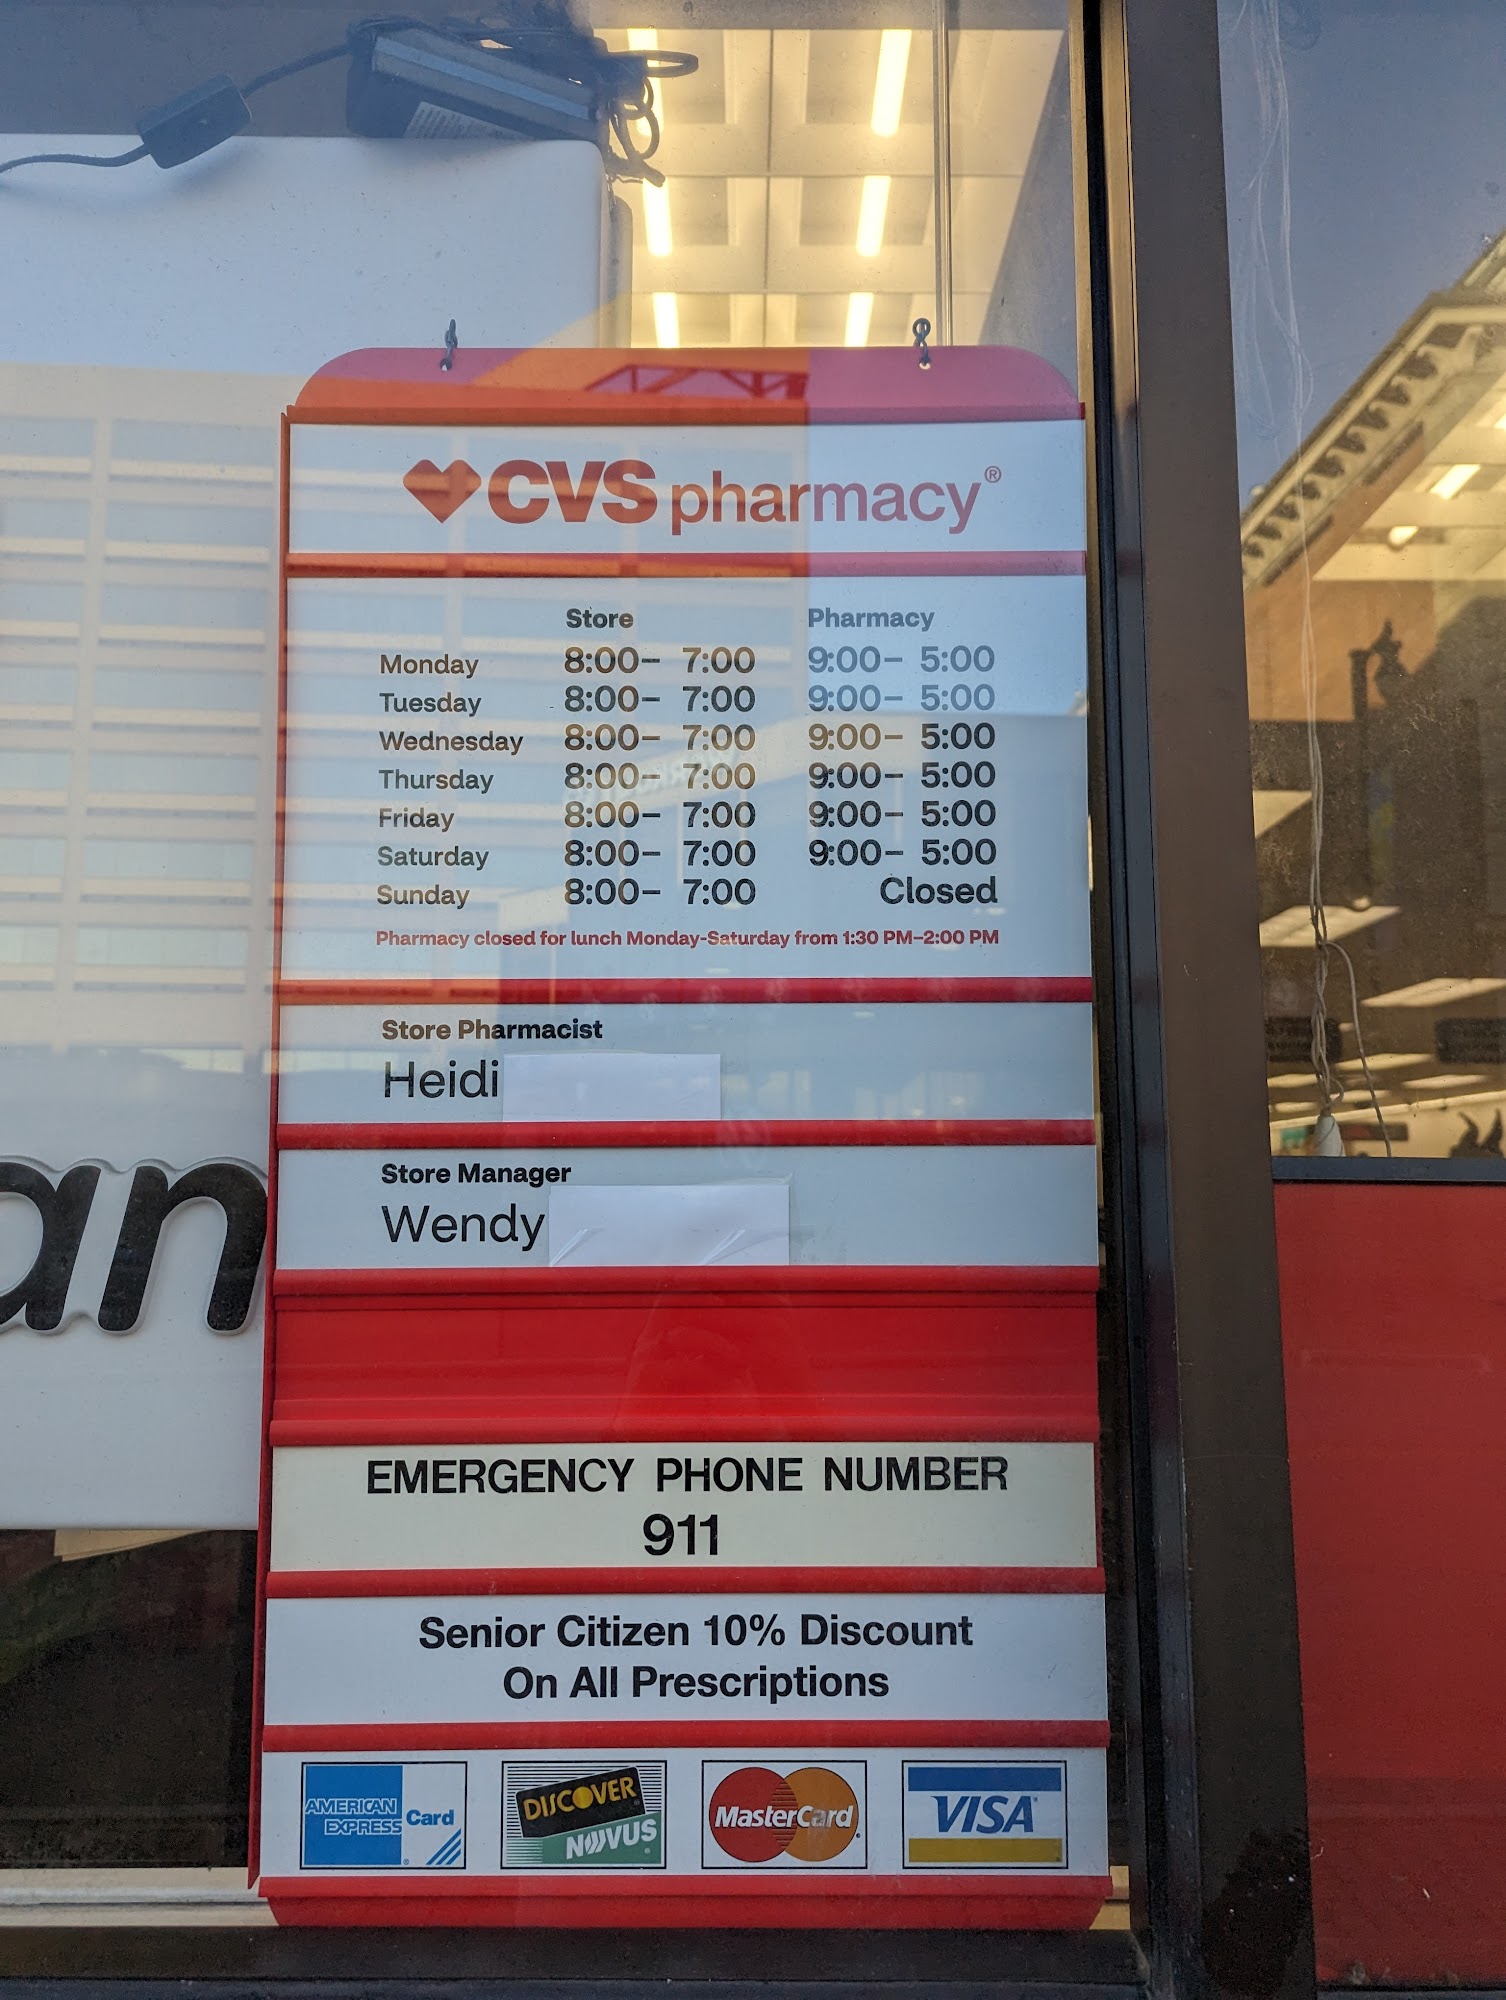 CVS pharmacy®
Store Pharmacy
Monday 8:00– 7:00 9:00– 5:00
Tuesday 8:00– 7:00 9:00– 5:00
Wednesday 8:00– 7:00 9:00– 5:00
Thursday 8:00– 7:00 9:00– 5:00
Friday 8:00– 7:00 9:00– 5:00
Saturday 8:00– 7:00 9:00– 5:00
Sunday 8:00– 7:00 Closed
Pharmacy closed for lunch Monday-Saturday from 1:30 PM–2:00 PM
Store Pharmacist
Heidi
Store Manager
Wendy
an
EMERGENCY PHONE NUMBER
911
Senior Citizen 10% Discount
On All Prescriptions
AMERICAN EXPRESS Card
DISCOVER
NOVUS
MasterCard
VISA